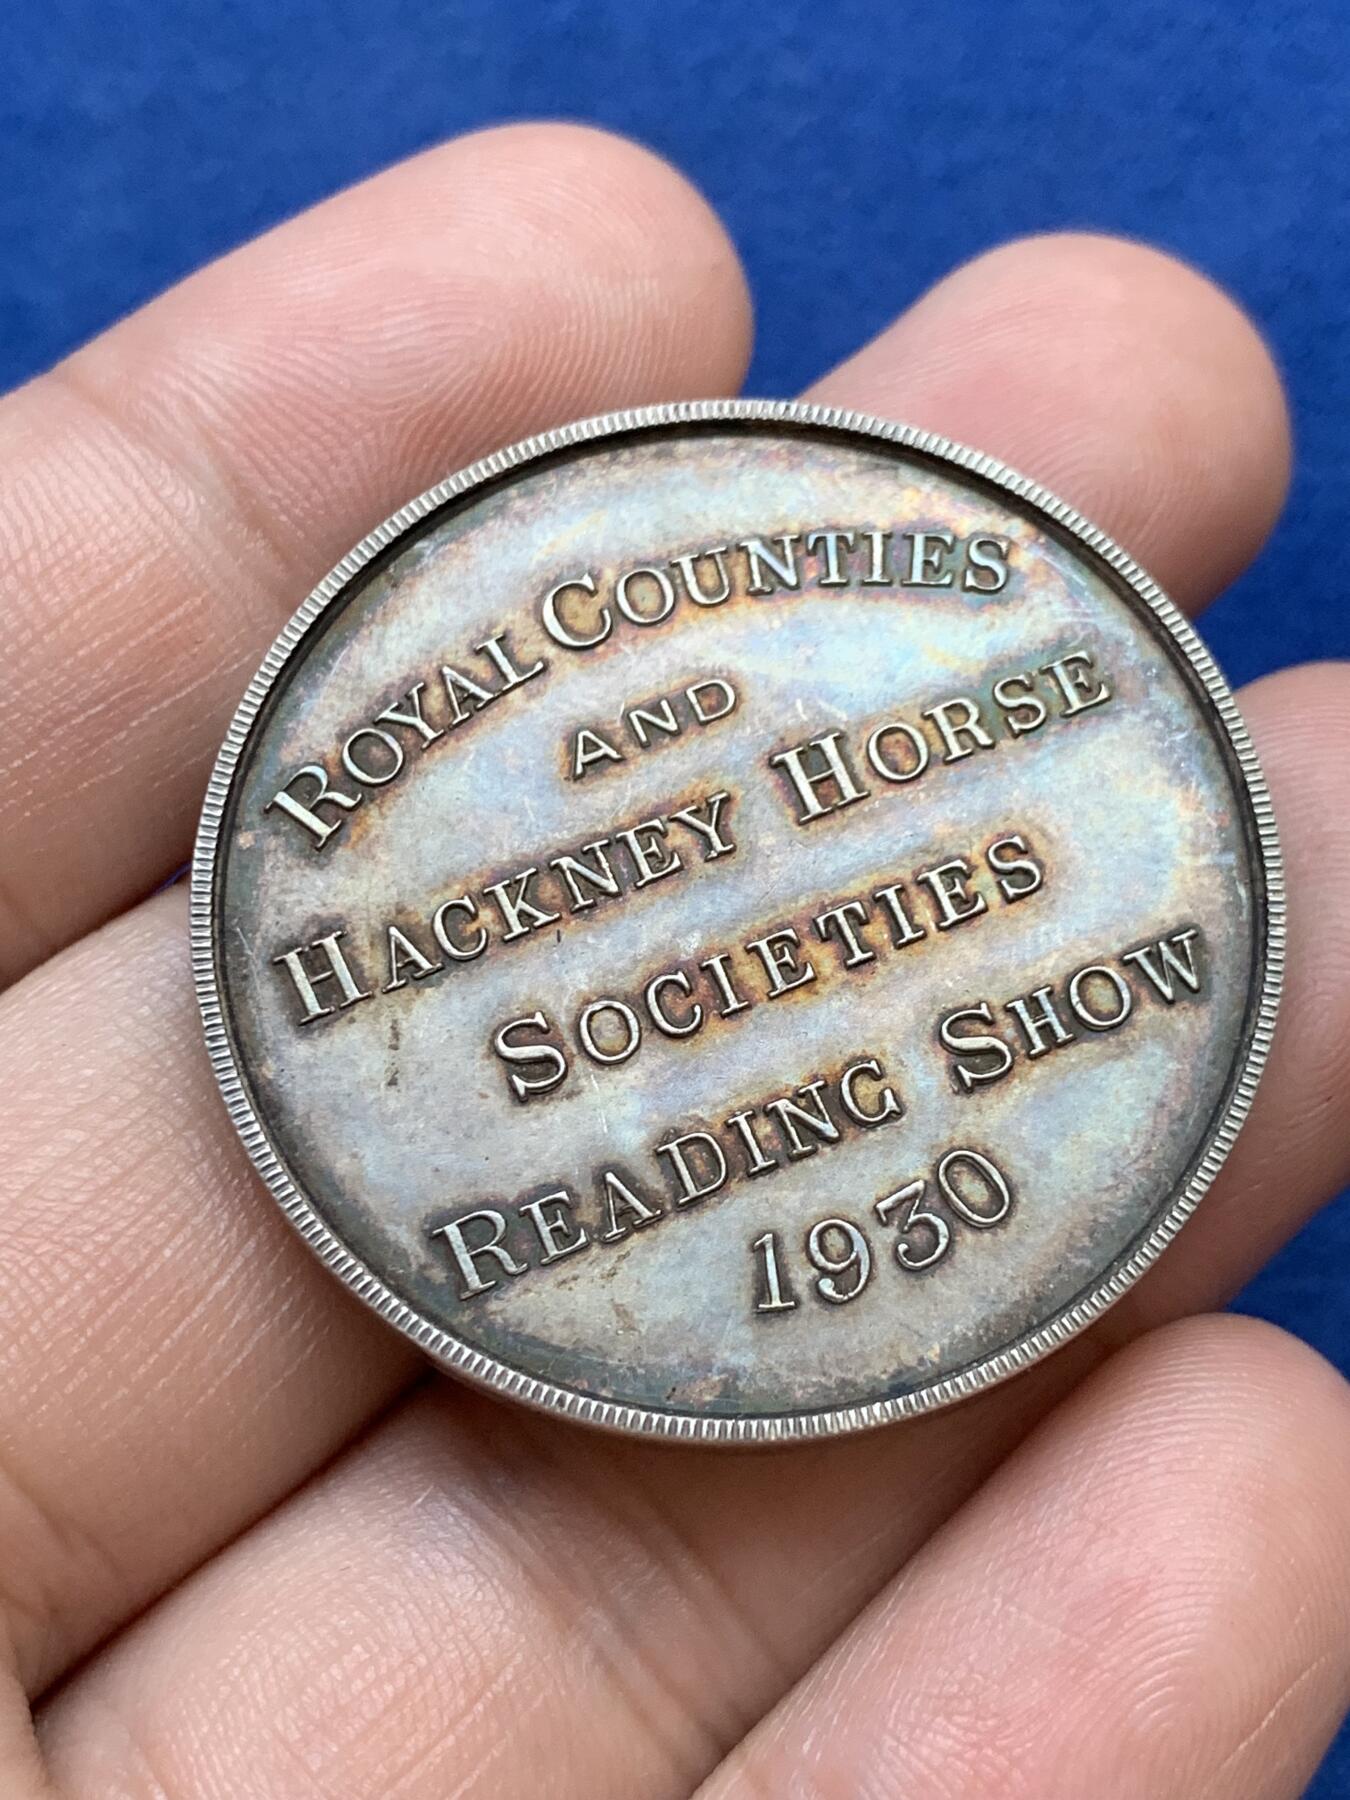 ROYAL COUNTIES
AND
HACKNEY HORSE
SOCIETIES
READING SHOW
1930